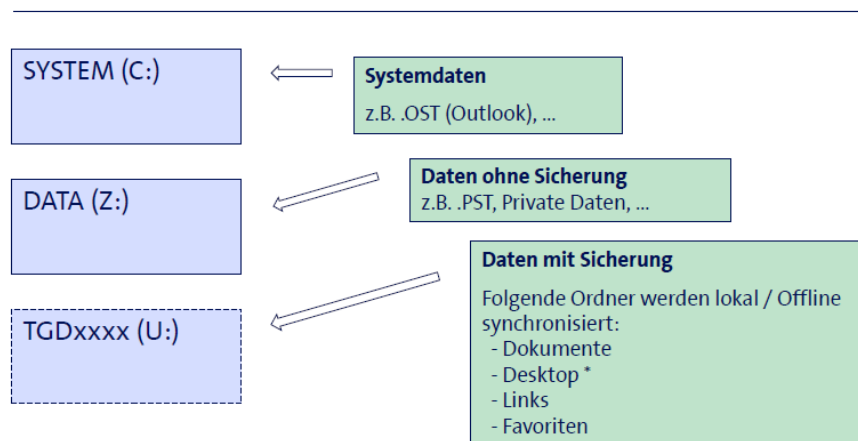 SYSTEM (C:)
Systemdaten
z.B. .OST (Outlook), ...
DATA (Z:)
Daten ohne Sicherung
z.B. .PST, Private Daten, ...
TGDxxxx (U:)
Daten mit Sicherung
Folgende Ordner werden lokal / Offline
synchronisiert:
- Dokumente
- Desktop *
- Links
- Favoriten